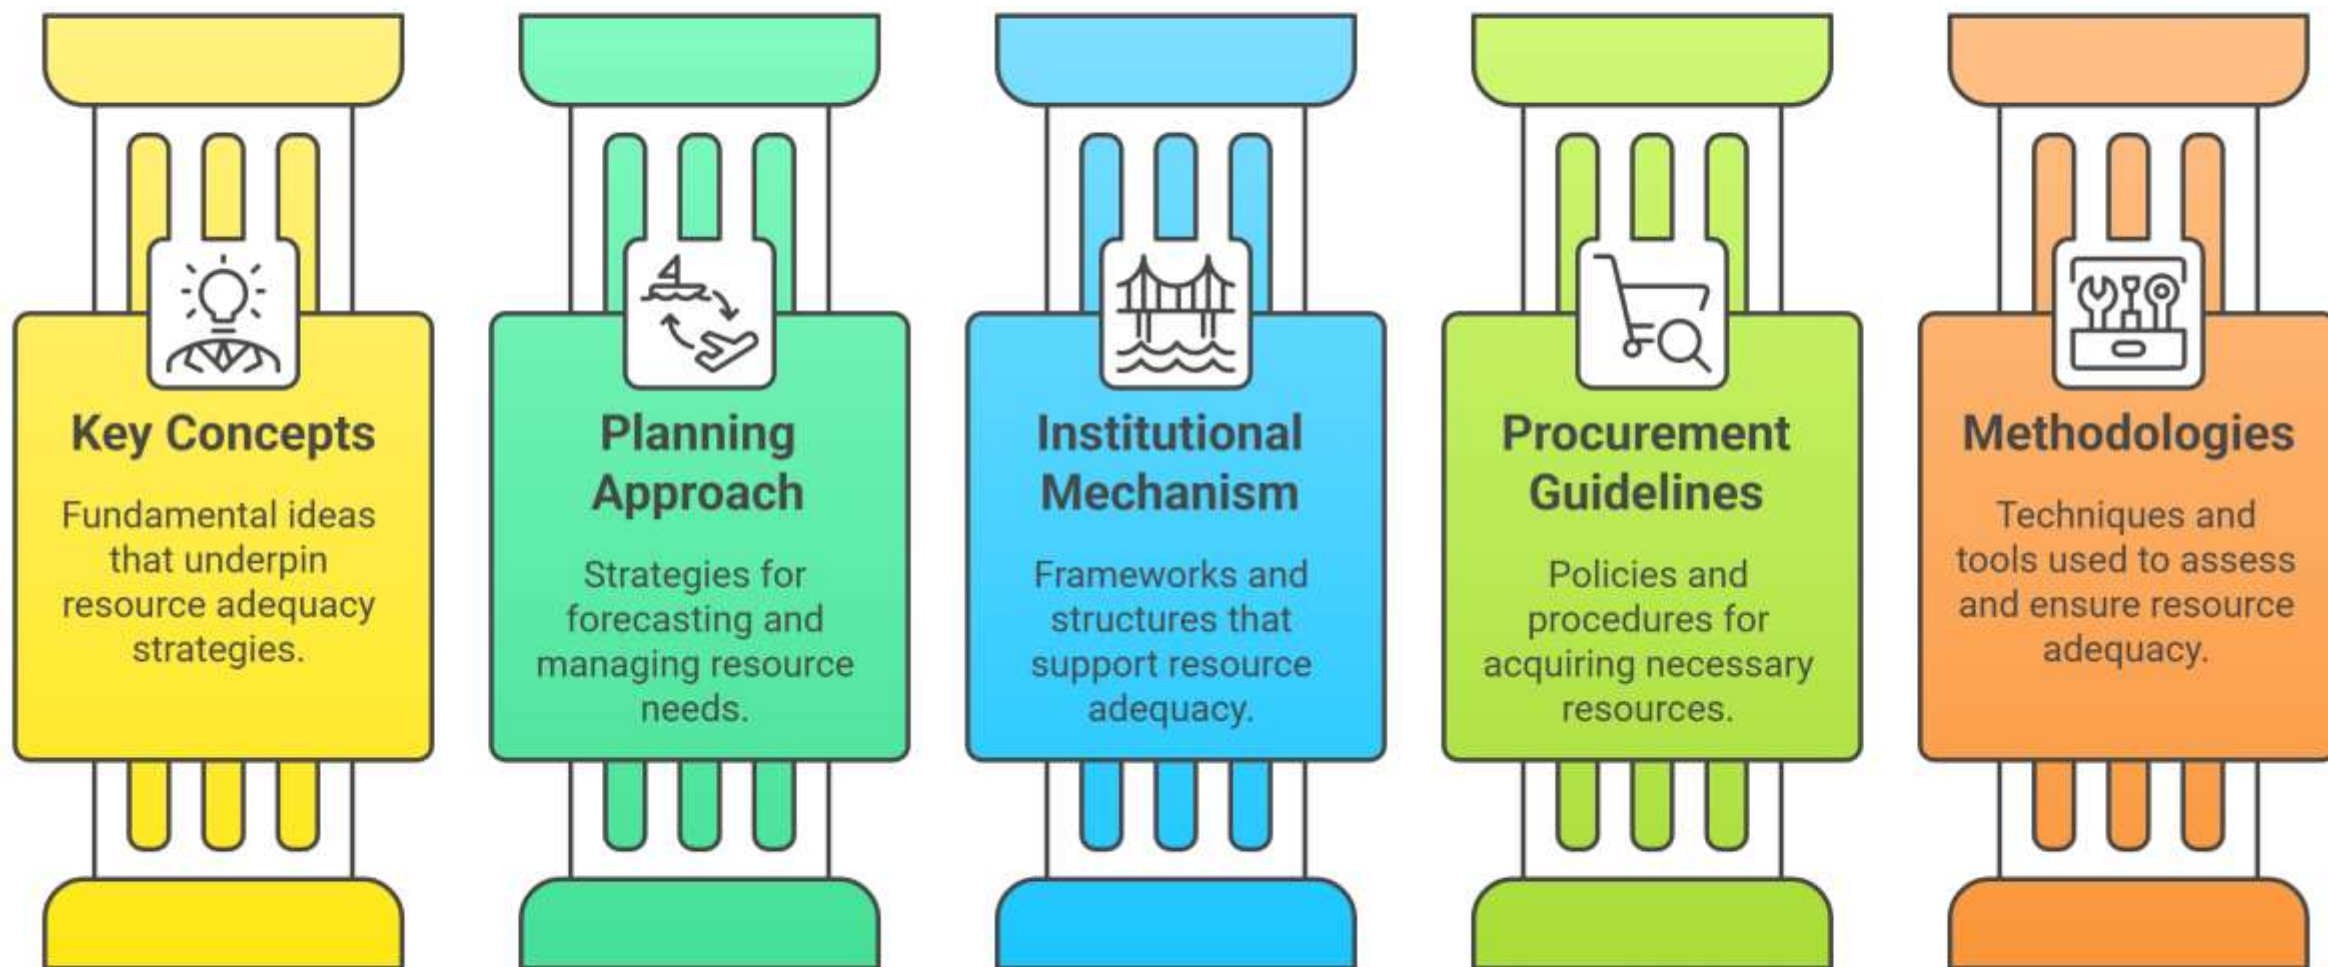 Key Concepts
Fundamental ideas
that underpin
resource adequacy
strategies.
Planning
Approach
Strategies for
forecasting and
managing resource
needs.
Institutional
Mechanism
Frameworks and
structures that
support resource
adequacy.
Procurement
Guidelines
Policies and
procedures for
acquiring necessary
resources.
Methodologies
Techniques and
tools used to assess
and ensure resource
adequacy.